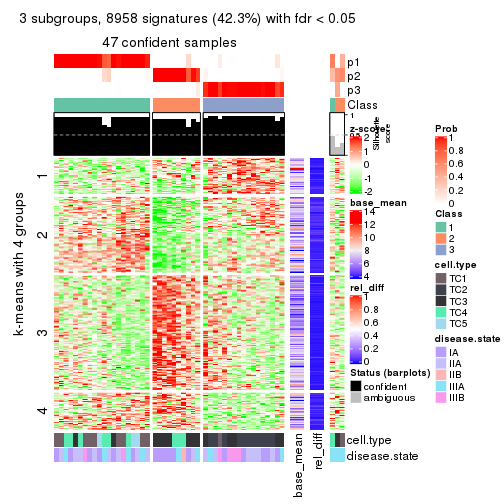 3 subgroups, 8958 signatures (42.3%) with fdr < 0.05
47 confident samples
p1
p2
p3
Class
1
Silhouette
score
k-means with 4 groups
1
2
3
4
base_mean
rel_diff
cell.type
disease.state
z-score
2
1
0
-1
-2
base_mean
14
12
10
8
6
4
rel_diff
1
0.8
0.6
0.4
0.2
0
Status (barplots)
confident
ambiguous
Prob
1
0.8
0.6
0.4
0.2
0
Class
1
2
3
cell.type
TC1
TC2
TC3
TC4
TC5
disease.state
IA
IIA
IIB
IIIA
IIIB